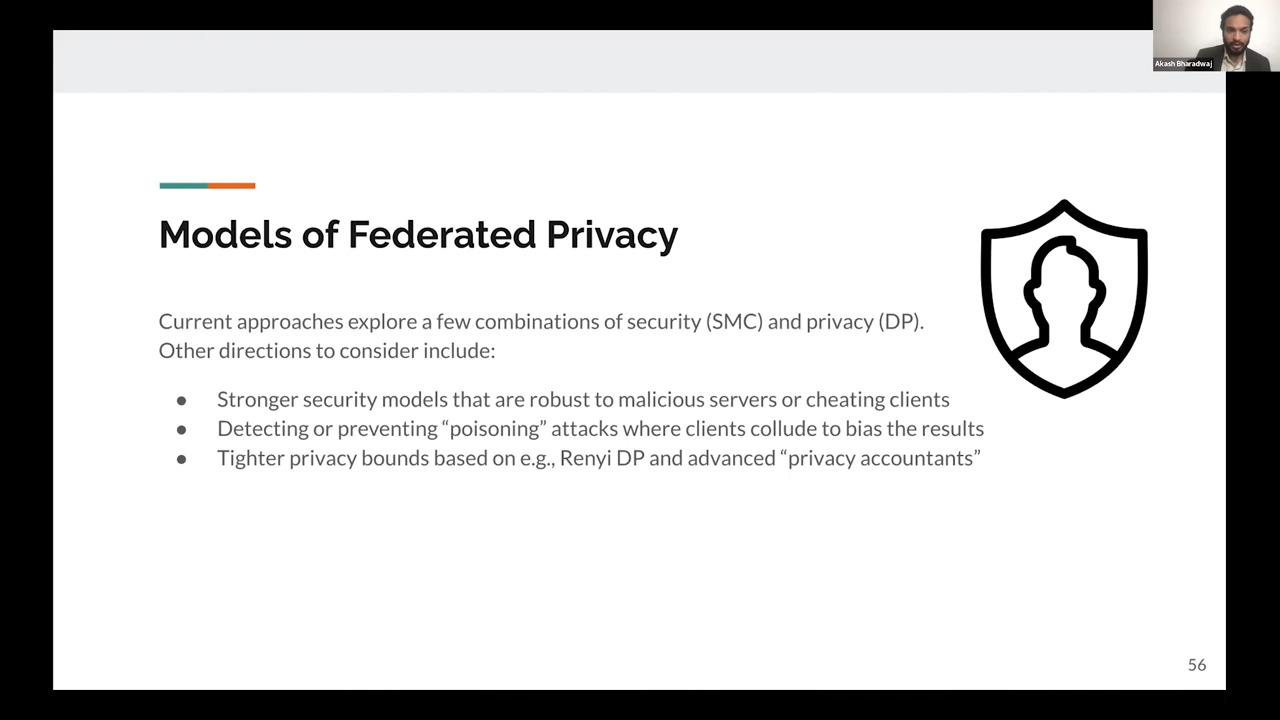 Akash Bharadwaj
Models of Federated Privacy
Current approaches explore a few combinations of security (SMC) and privacy (DP).
Other directions to consider include:
● Stronger security models that are robust to malicious servers or cheating clients
● Detecting or preventing “poisoning” attacks where clients collude to bias the results
● Tighter privacy bounds based on e.g., Renyi DP and advanced “privacy accountants”
56